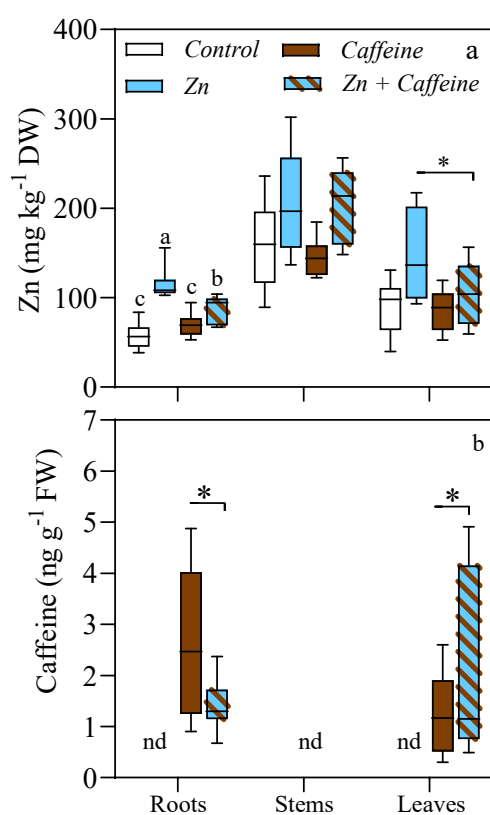 400
300
200
100
0
Zn (mg kg⁻¹ DW)
Control
Caffeine
a
Zn
Zn + Caffeine
c
a
c
b
*
7
6
5
4
3
2
1
0
Caffeine (ng g⁻¹ FW)
b
*
*
nd
nd
nd
Roots
Stems
Leaves